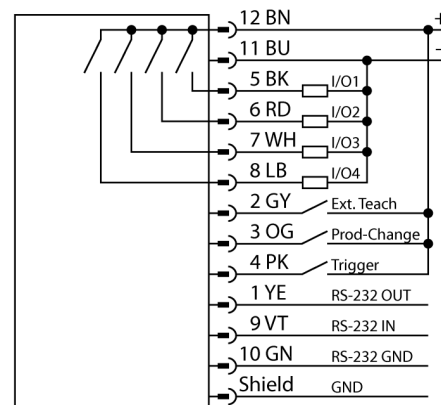 12 BN +
11 BU –
5 BK I/O1
6 RD I/O2
7 WH I/O3
8 LB I/O4
2 GY Ext. Teach
3 OG Prod-Change
4 PK Trigger
1 YE RS-232 OUT
9 VT RS-232 IN
10 GN RS-232 GND
Shield GND